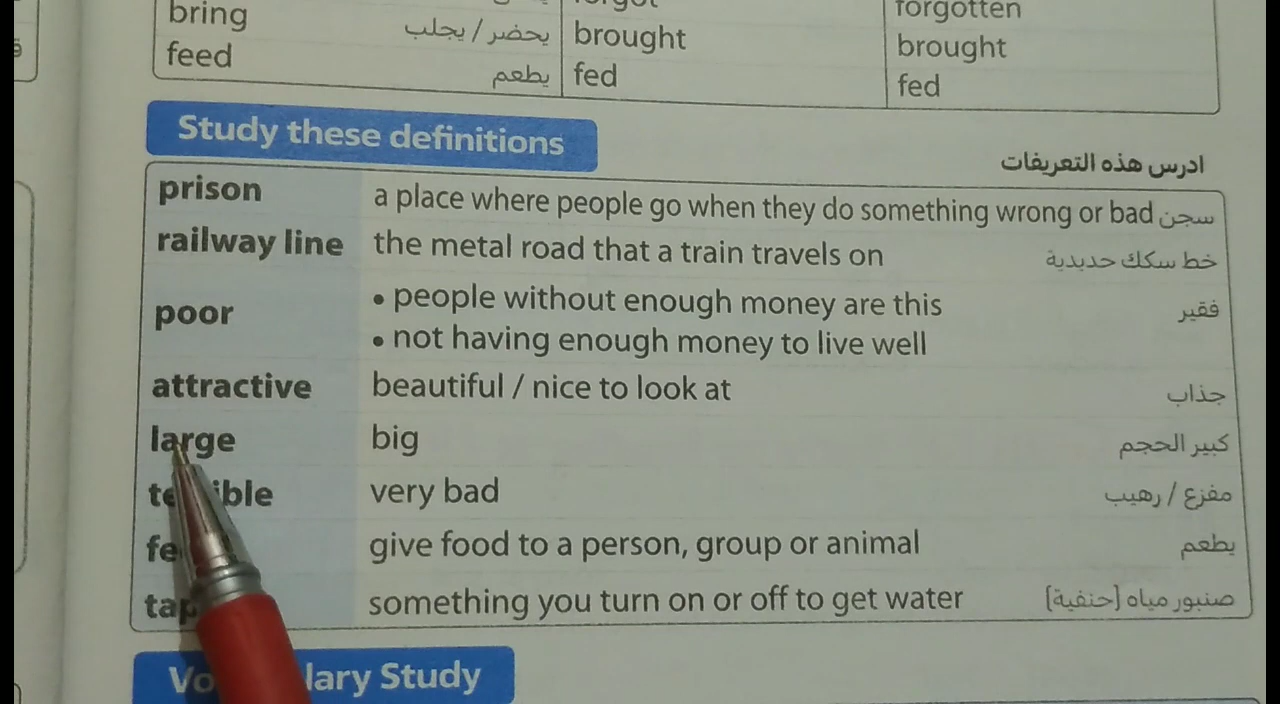 forgotten
bring يحضر / يجلب brought brought
feed يطعم fed fed
Study these definitions
ادرس هذه التعريفات
prison a place where people go when they do something wrong or bad سجن
railway line the metal road that a train travels on خط سكك حديدية
poor • people without enough money are this فقير
• not having enough money to live well
attractive beautiful / nice to look at جذاب
large big كبير الحجم
very bad مفزع / رهيب
give food to a person, group or animal يطعم
something you turn on or off to get water صنبور مياه (حنفية)
Study